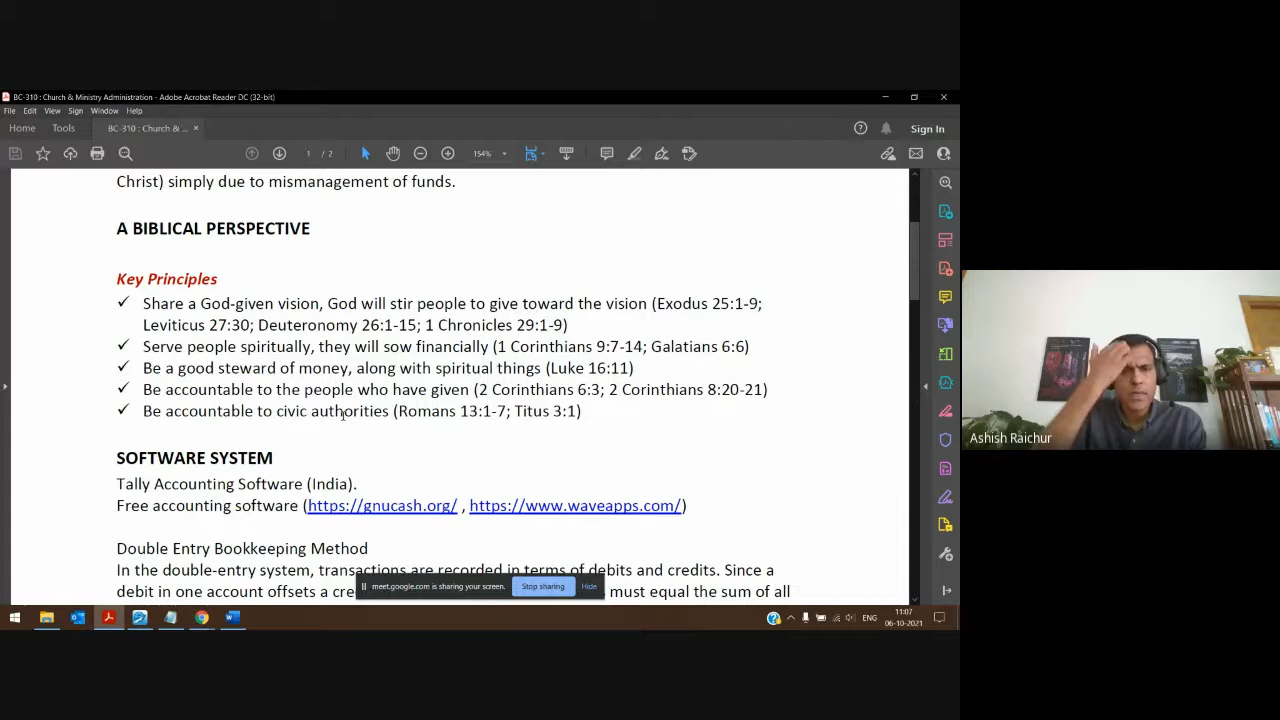 BC-310 : Church & Ministry Administration - Adobe Acrobat Reader DC (32-bit)
File Edit View Sign Window Help
Home Tools BC-310 : Church & ... × Sign In
1 / 2 154%
Christ) simply due to mismanagement of funds.
A BIBLICAL PERSPECTIVE
Key Principles
✓ Share a God-given vision, God will stir people to give toward the vision (Exodus 25:1-9;
Leviticus 27:30; Deuteronomy 26:1-15; 1 Chronicles 29:1-9)
✓ Serve people spiritually, they will sow financially (1 Corinthians 9:7-14; Galatians 6:6)
✓ Be a good steward of money, along with spiritual things (Luke 16:11)
✓ Be accountable to the people who have given (2 Corinthians 6:3; 2 Corinthians 8:20-21)
✓ Be accountable to civic authorities (Romans 13:1-7; Titus 3:1)
Ashish Raichur
SOFTWARE SYSTEM
Tally Accounting Software (India).
Free accounting software (https://gnucash.org/ , https://www.waveapps.com/)
Double Entry Bookkeeping Method
In the double-entry system, transactions are recorded in terms of debits and credits. Since a
debit in one account offsets a cre must equal the sum of all
meet.google.com is sharing your screen. Stop sharing Hide
ENG
11:07
06-10-2021